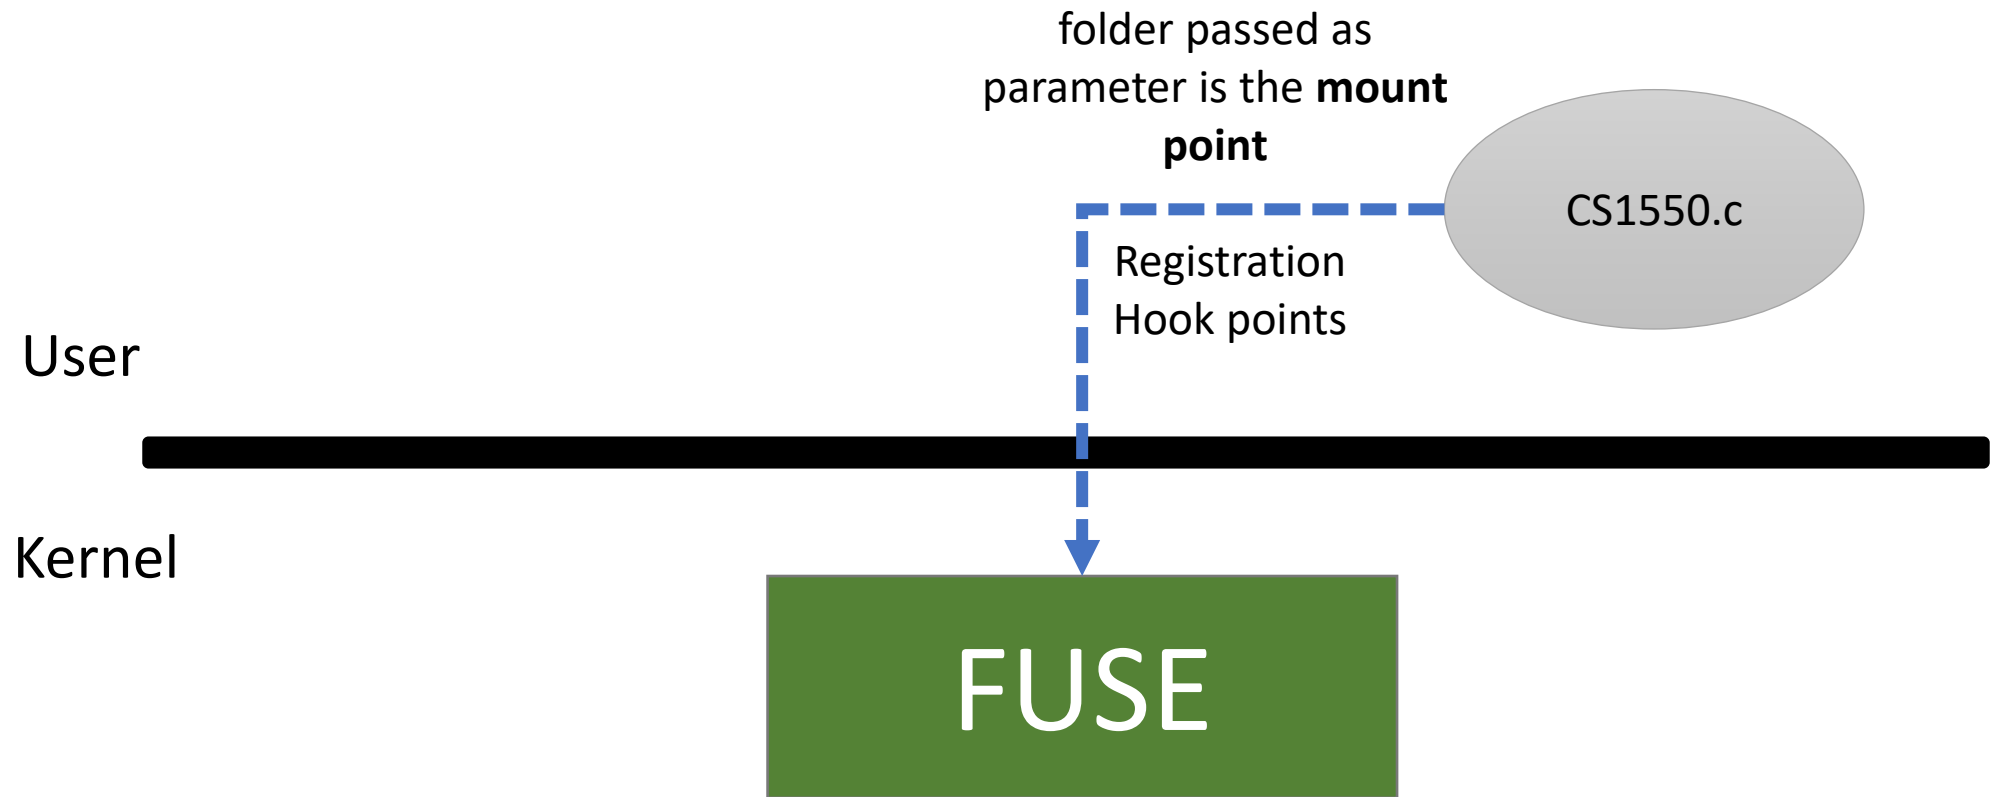 folder passed as
parameter is the mount
point
CS1550.c
Registration
Hook points
User
Kernel
FUSE